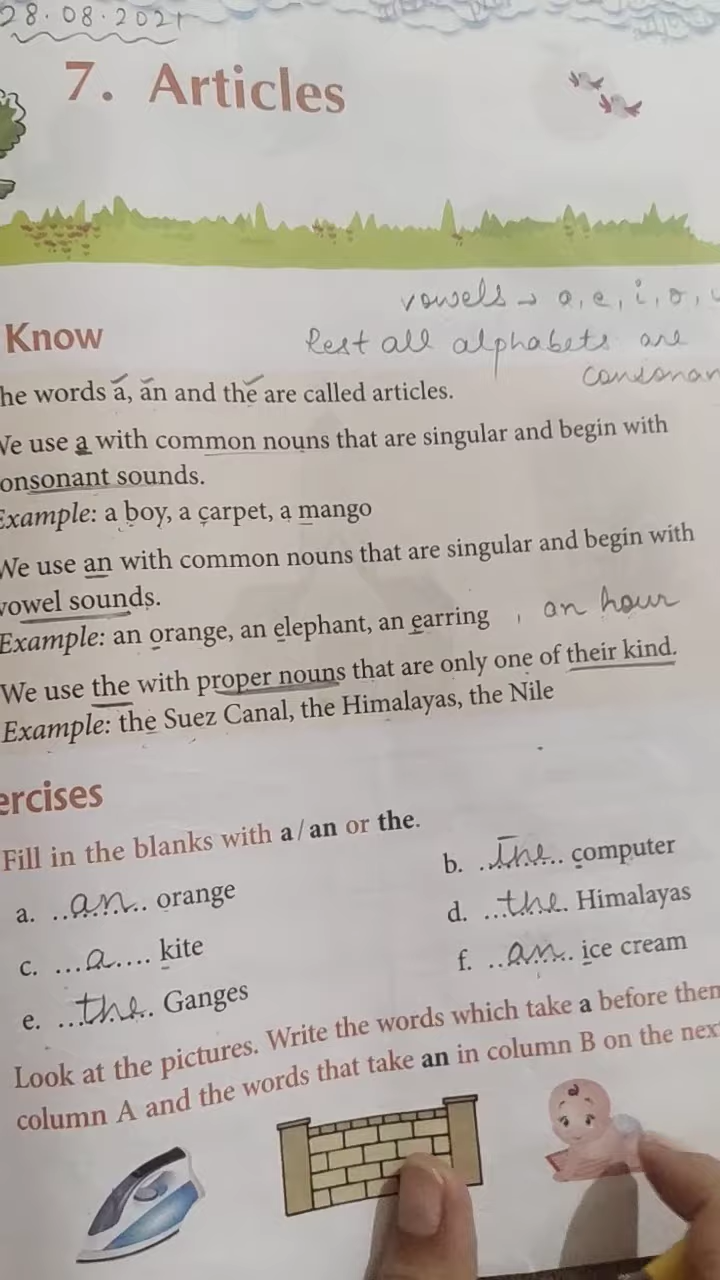 28.08.2021
7. Articles
vowels → a, e, i, o,
Know
Rest all alphabets are
consonan
he words a, an and the are called articles.
We use a with common nouns that are singular and begin with
onsonant sounds.
Example: a boy, a carpet, a mango
We use an with common nouns that are singular and begin with
vowel sounds.
Example: an orange, an elephant, an earring , an hour
We use the with proper nouns that are only one of their kind.
Example: the Suez Canal, the Himalayas, the Nile
ercises
Fill in the blanks with a/an or the.
a. ..an.. orange
b. ..The.. computer
c. ...a.... kite
d. ...the. Himalayas
e. ...the.. Ganges
f. ..an.. ice cream
Look at the pictures. Write the words which take a before then
column A and the words that take an in column B on the nex